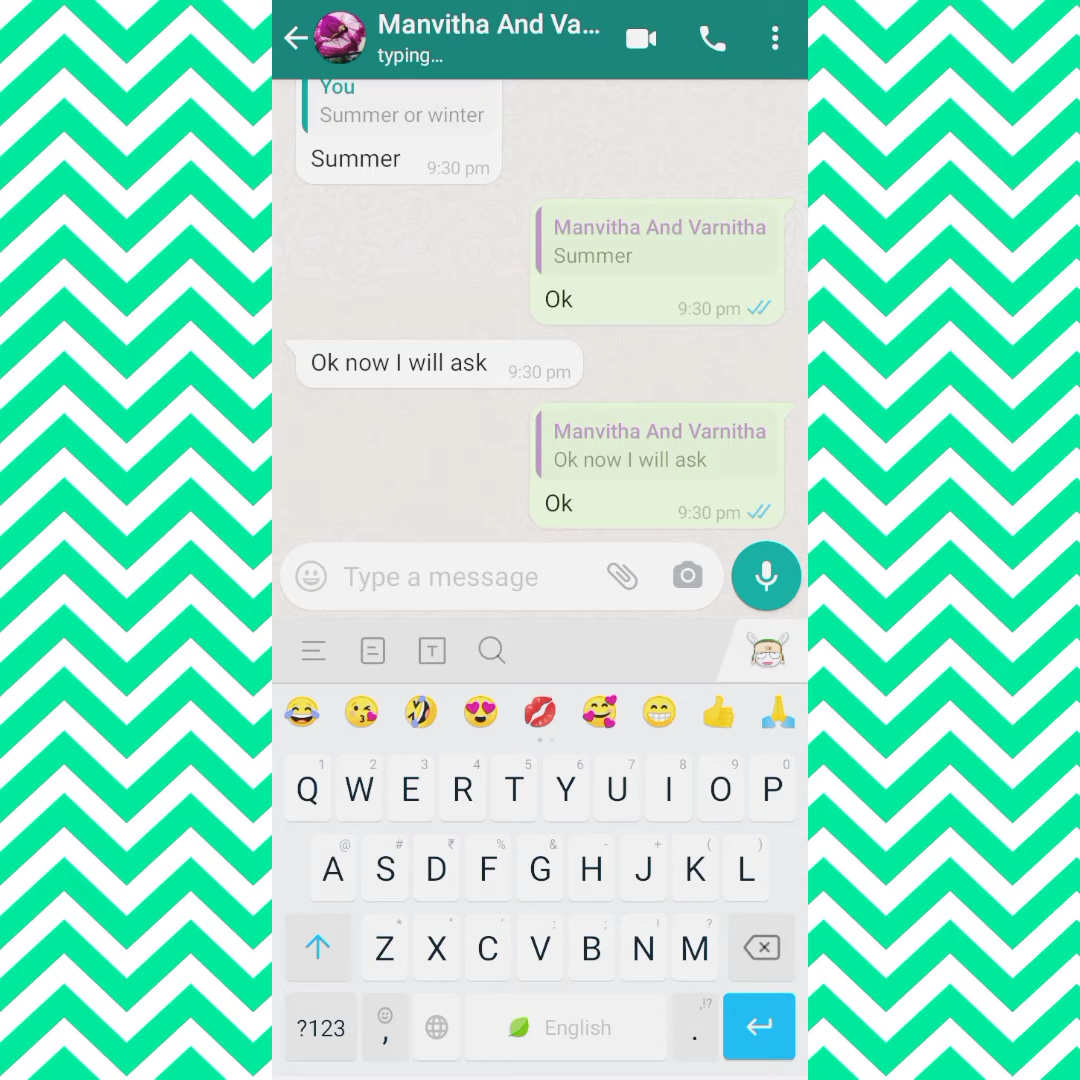 Manvitha And Va...
typing...
You
Summer or winter
Summer 9:30 pm
Manvitha And Varnitha
Summer
Ok 9:30 pm
Ok now I will ask 9:30 pm
Manvitha And Varnitha
Ok now I will ask
Ok 9:30 pm
Type a message
T
1 2 3 4 5 6 7 8 9 0
Q W E R T Y U I O P
@ # ₹ % & - + ( )
A S D F G H J K L
* " ' : ; ! ?
Z X C V B N M
,!?
?123 , English .